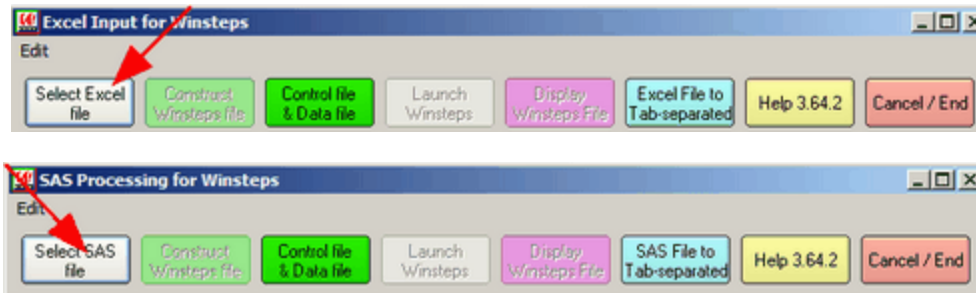 Excel Input for Winsteps
Edit
Select Excel file
Construct Winsteps file
Control file & Data file
Launch Winsteps
Display Winsteps File
Excel File to Tab-separated
Help 3.64.2
Cancel / End
SAS Processing for Winsteps
Edit
Select SAS file
Construct Winsteps file
Control file & Data file
Launch Winsteps
Display Winsteps File
SAS File to Tab-separated
Help 3.64.2
Cancel / End